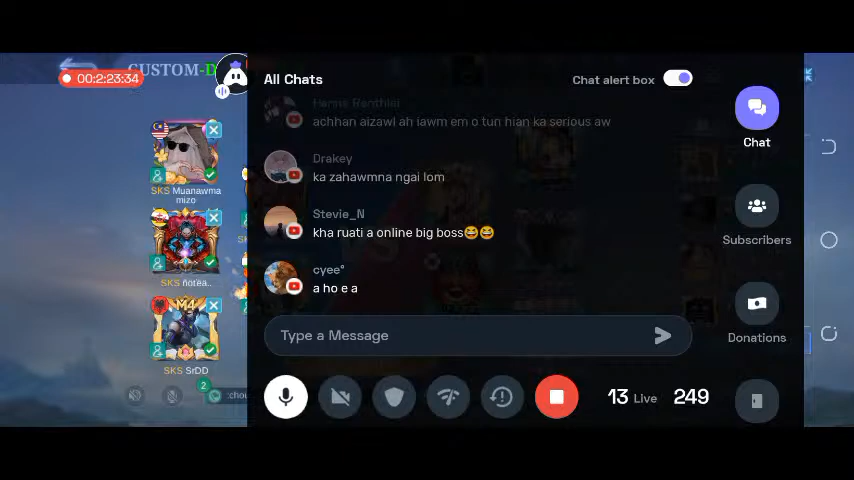 CUSTOM-D
00:2:23:34
All Chats
Chat alert box
achhan aizawl ah iawm em o tun hian ka serious aw
Chat
Drakey
ka zahawmna ngai lom
SKS Muanawma
mizo
Stevie_N
kha ruati a online big boss😂😂
Subscribers
cyee°
a ho e a
SKS
Type a Message
Donations
SKS SrDD
2
:chou
13 Live 249